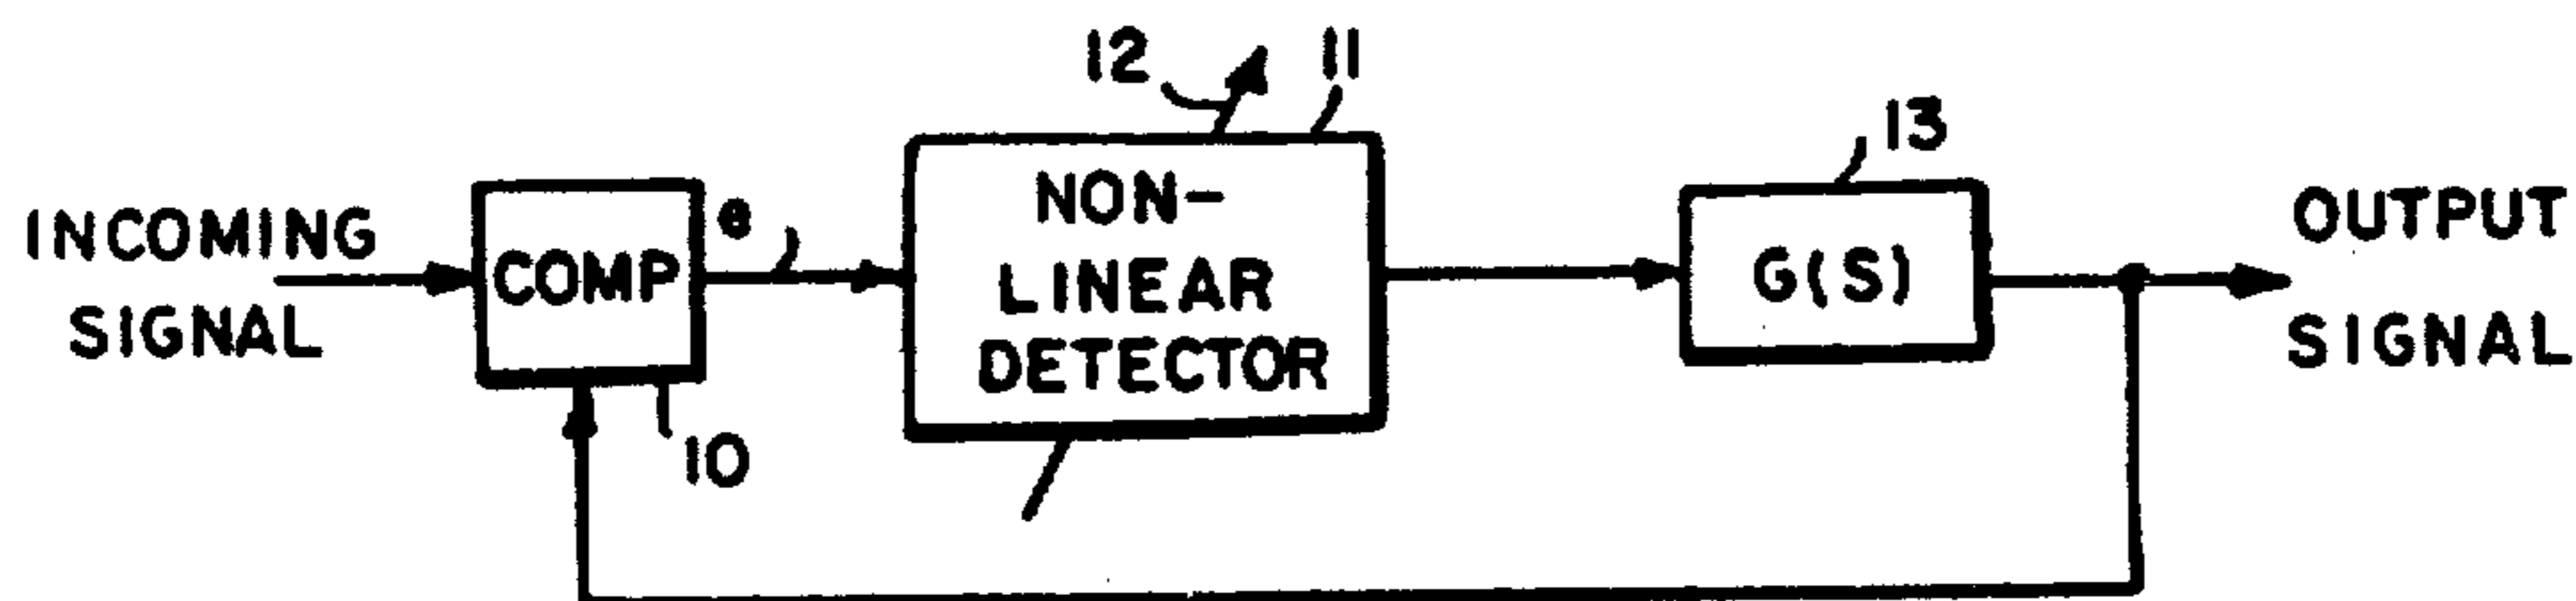 12
11
13
INCOMING
SIGNAL
COMP
e
10
NON-
LINEAR
DETECTOR
G(S)
OUTPUT
SIGNAL